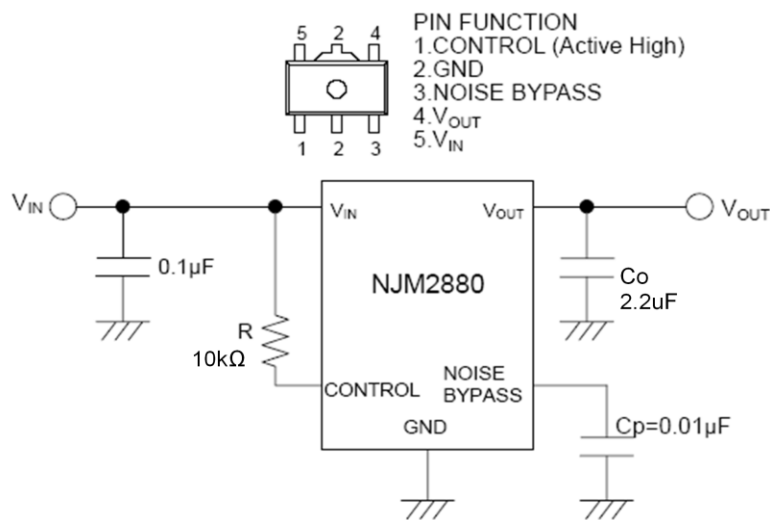 5 2 4
1 2 3
PIN FUNCTION
1.CONTROL (Active High)
2.GND
3.NOISE BYPASS
4.VOUT
5.VIN
VIN
VIN
VOUT
VOUT
0.1µF
NJM2880
Co
2.2uF
R
10kΩ
CONTROL
NOISE
BYPASS
GND
Cp=0.01µF